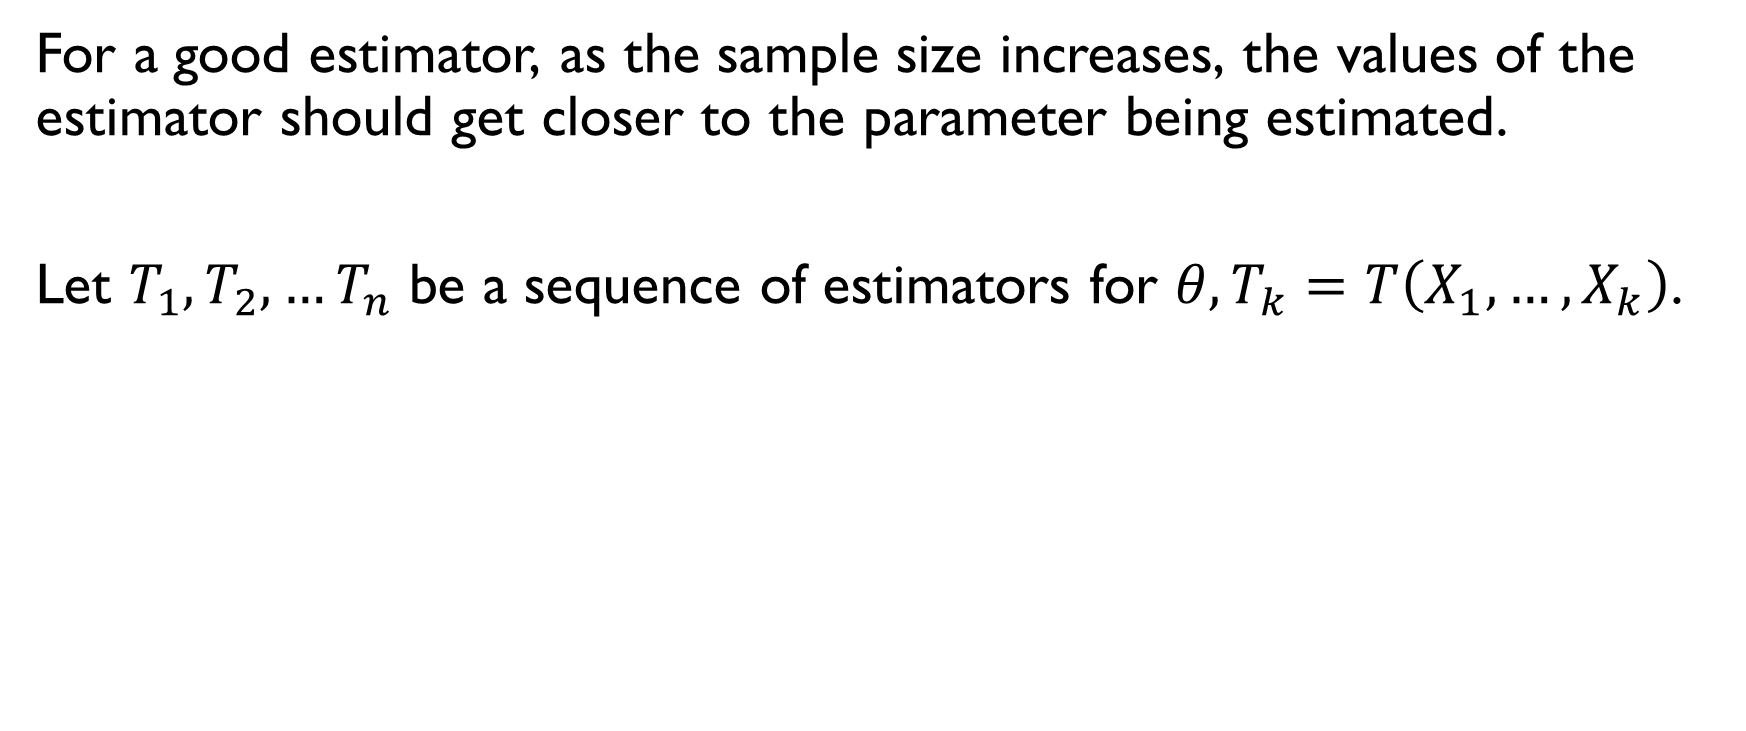 For a good estimator, as the sample size increases, the values of the
estimator should get closer to the parameter being estimated.
Let T₁, T₂, … Tₙ be a sequence of estimators for θ, Tₖ = T(X₁, … , Xₖ).